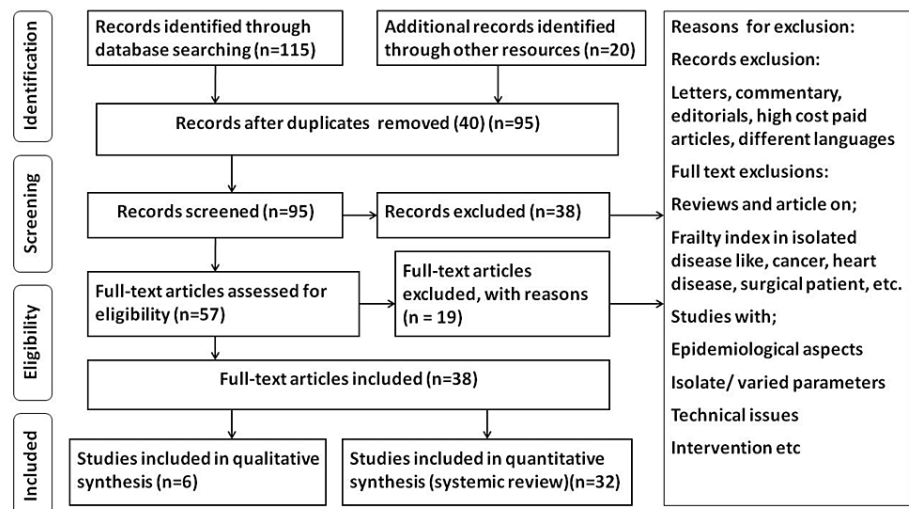 Identification
Records identified through
database searching (n=115)
Additional records identified
through other resources (n=20)
Records after duplicates removed (40) (n=95)
Screening
Records screened (n=95)
Records excluded (n=38)
Eligibility
Full-text articles assessed for
eligibility (n=57)
Full-text articles
excluded, with reasons
(n = 19)
Full-text articles included (n=38)
Included
Studies included in qualitative
synthesis (n=6)
Studies included in quantitative
synthesis (systemic review)(n=32)
Reasons for exclusion:
Records exclusion:
Letters, commentary,
editorials, high cost paid
articles, different languages
Full text exclusions:
Reviews and article on;
Frailty index in isolated
disease like, cancer, heart
disease, surgical patient, etc.
Studies with;
Epidemiological aspects
Isolate/ varied parameters
Technical issues
Intervention etc